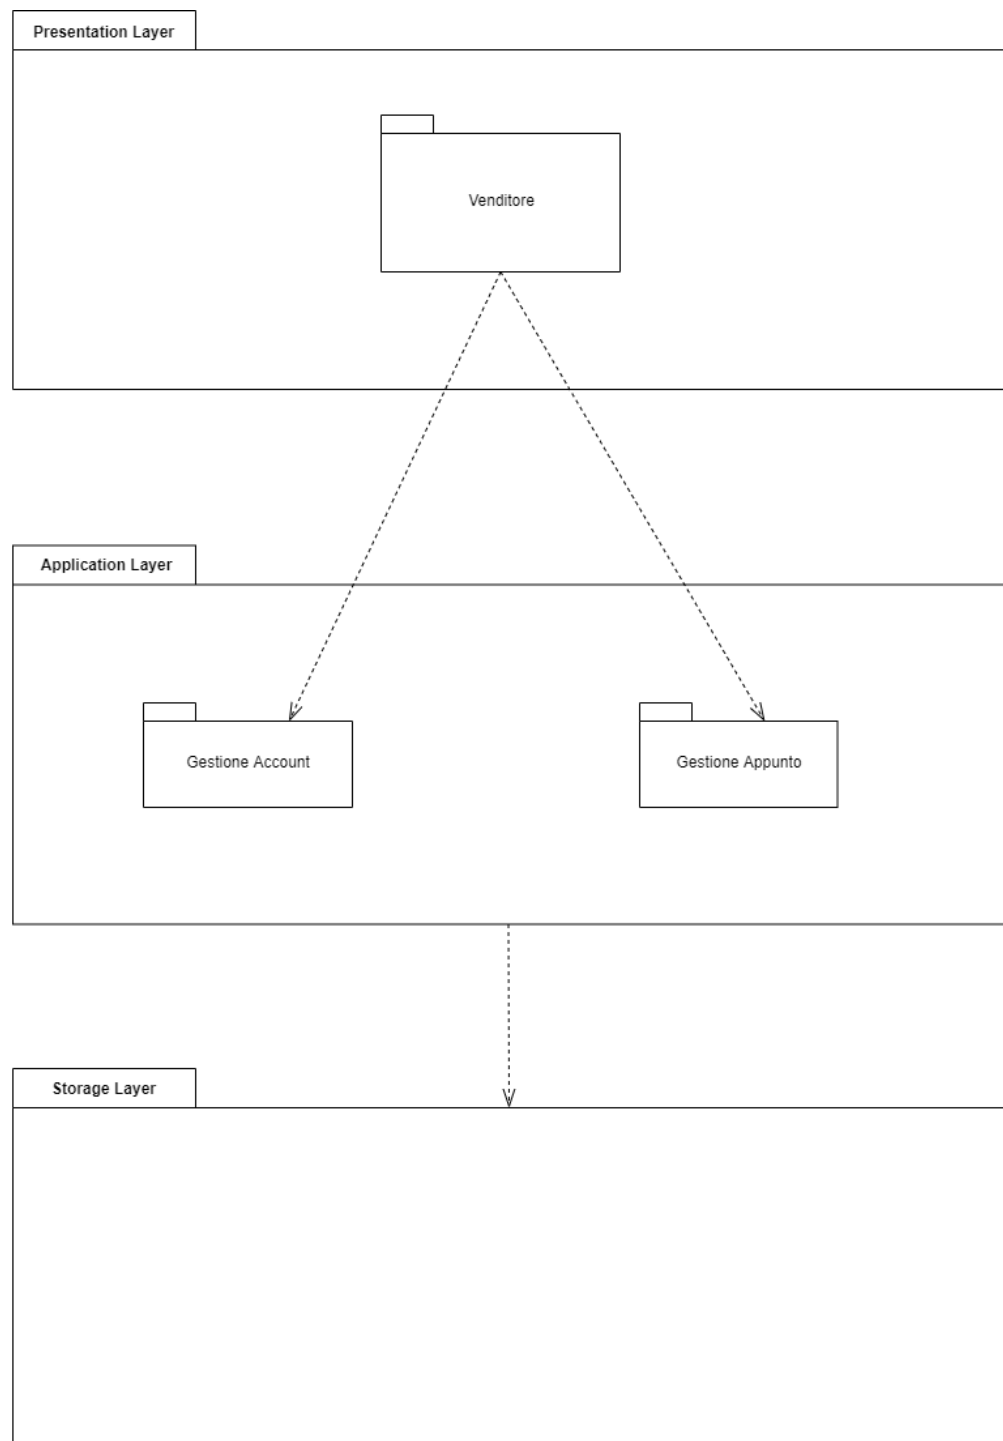 Presentation Layer
Venditore
Application Layer
Gestione Account
Gestione Appunto
Storage Layer